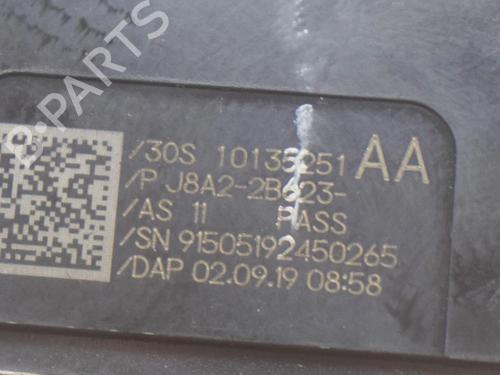 B-PARTS
/30S 10135251 AA
/P J8A2-2B623-
/AS 11 PASS
/SN 91505192450265
/DAP 02.09.19 08:58